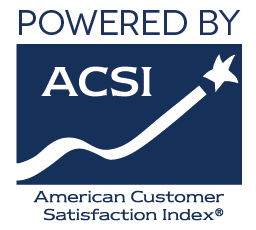 POWERED BY
ACSI
American Customer
Satisfaction Index®